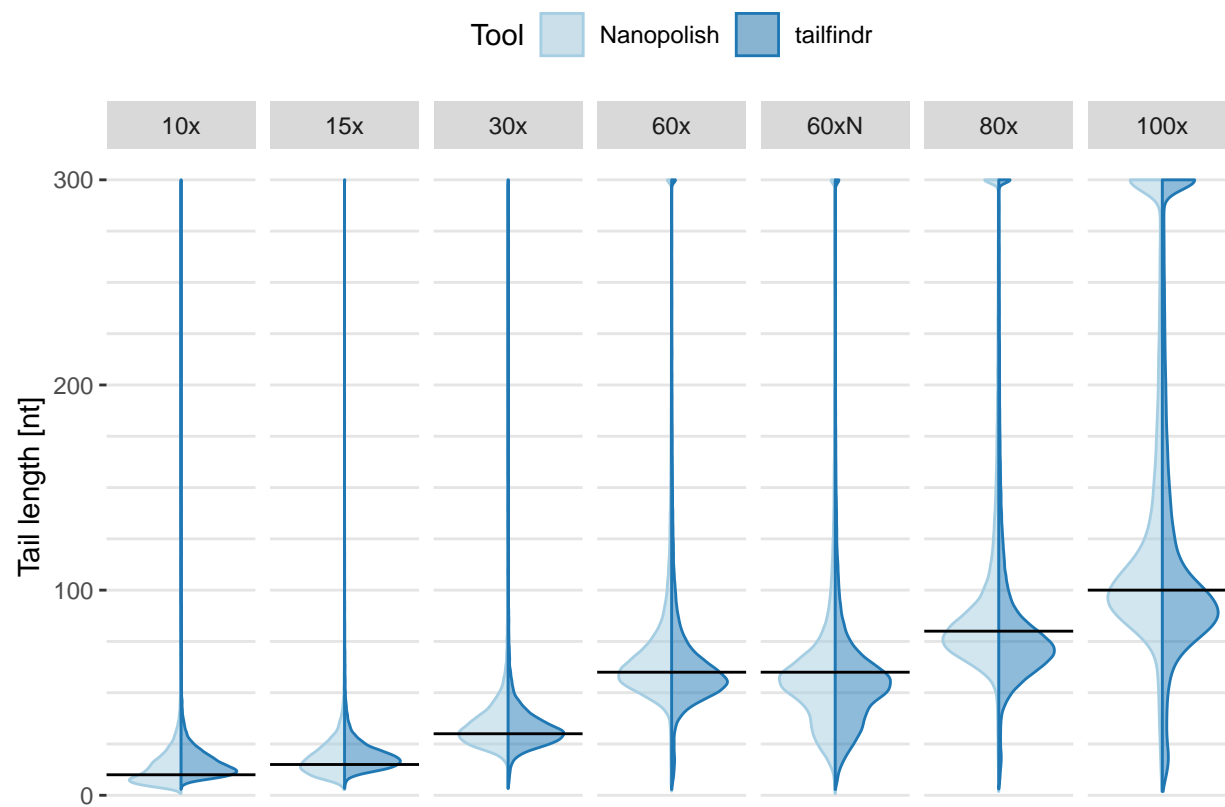 Tool Nanopolish tailfindr
10x 15x 30x 60x 60xN 80x 100x
Tail length [nt]
300
200
100
0